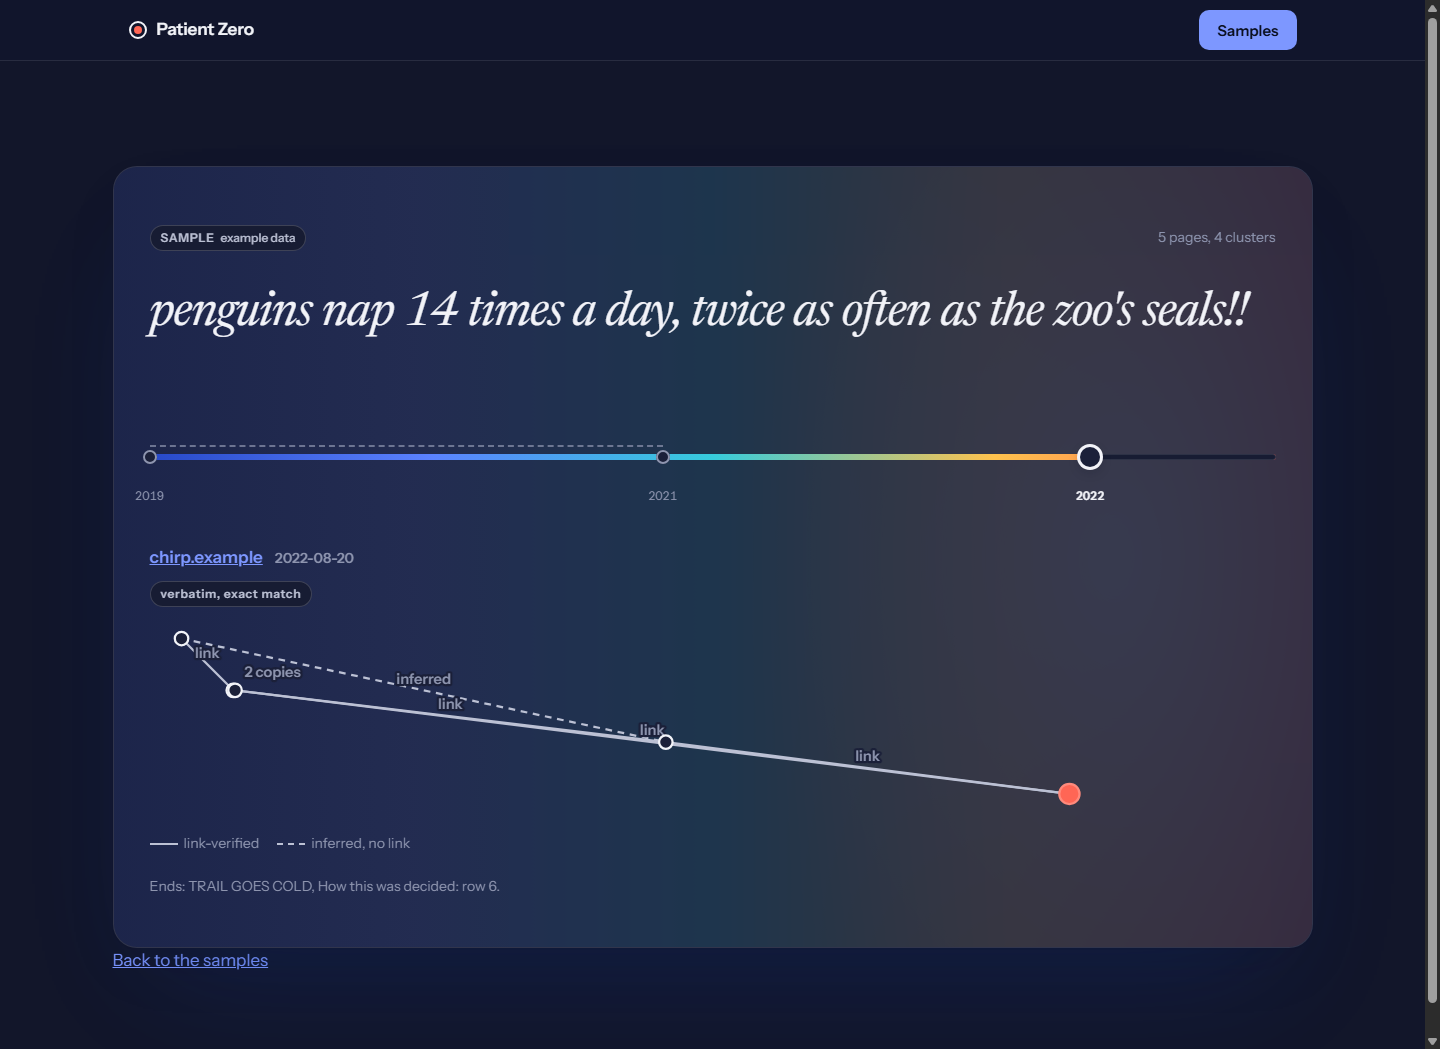 Patient Zero
Samples
SAMPLE example data
5 pages, 4 clusters
penguins nap 14 times a day, twice as often as the zoo's seals!!
2019
2021
2022
chirp.example 2022-08-20
verbatim, exact match
link
2 copies
inferred
link
link
link
link-verified
inferred, no link
Ends: TRAIL GOES COLD, How this was decided: row 6.
Back to the samples